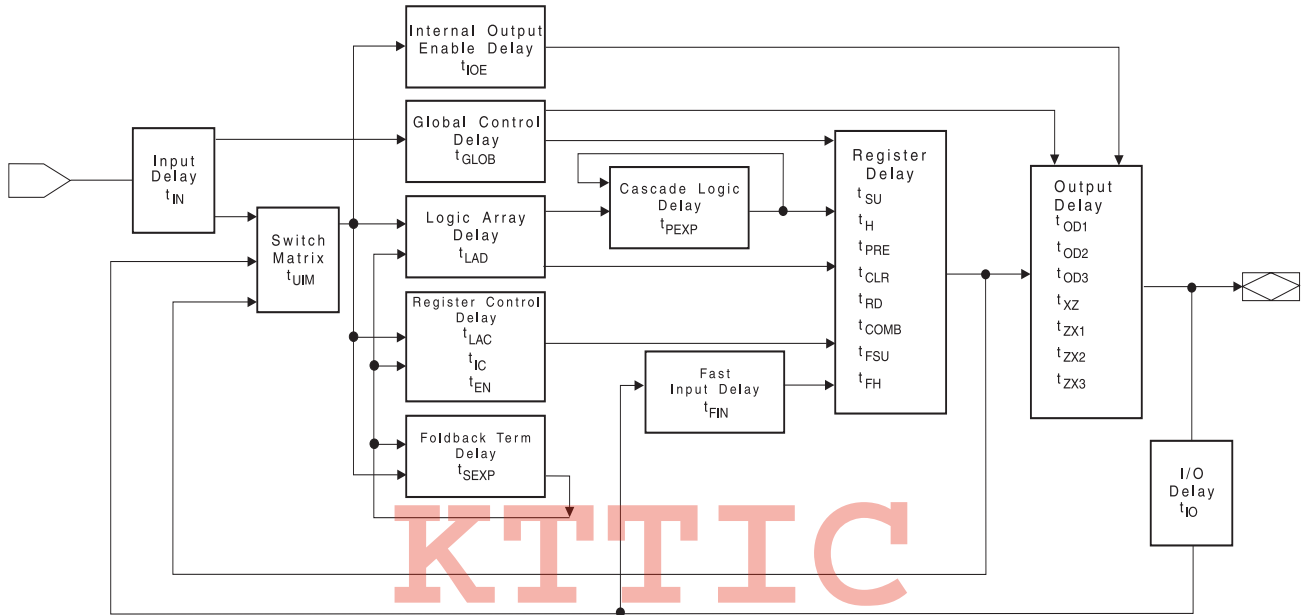 Internal Output
Enable Delay
tIOE
Global Control
Delay
tGLOB
Input
Delay
tIN
Switch
Matrix
tUIM
Logic Array
Delay
tLAD
Cascade Logic
Delay
tPEXP
Register Control
Delay
tLAC
tIC
tEN
Foldback Term
Delay
tSEXP
Fast
Input Delay
tFIN
Register
Delay
tSU
tH
tPRE
tCLR
tRD
tCOMB
tFSU
tFH
Output
Delay
tOD1
tOD2
tOD3
tXZ
tZX1
tZX2
tZX3
I/O
Delay
tIO
KTTIC